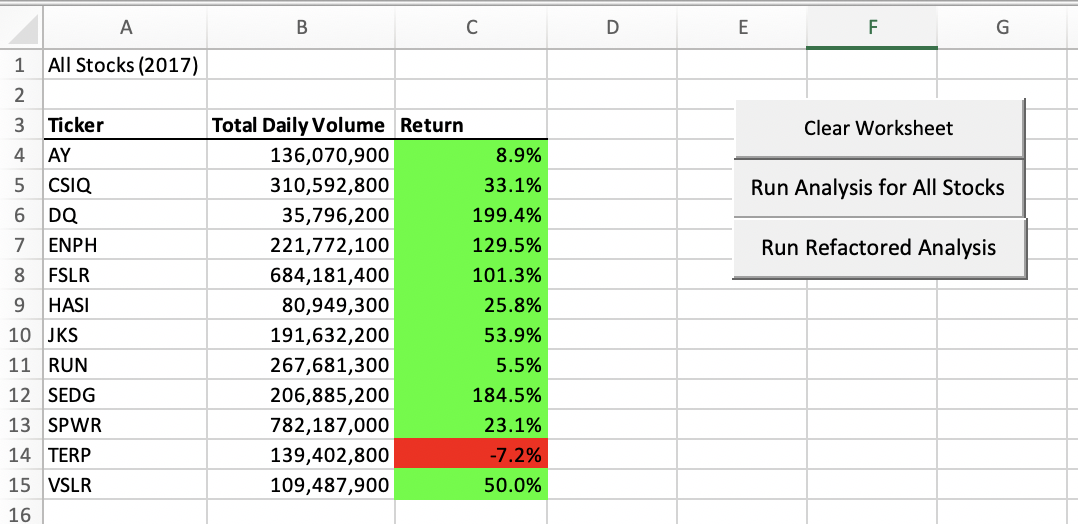 A B C D E F G
1 All Stocks (2017)
2
3 Ticker Total Daily Volume Return
4 AY 136,070,900 8.9%
Clear Worksheet
5 CSIQ 310,592,800 33.1%
Run Analysis for All Stocks
6 DQ 35,796,200 199.4%
7 ENPH 221,772,100 129.5%
Run Refactored Analysis
8 FSLR 684,181,400 101.3%
9 HASI 80,949,300 25.8%
10 JKS 191,632,200 53.9%
11 RUN 267,681,300 5.5%
12 SEDG 206,885,200 184.5%
13 SPWR 782,187,000 23.1%
14 TERP 139,402,800 -7.2%
15 VSLR 109,487,900 50.0%
16